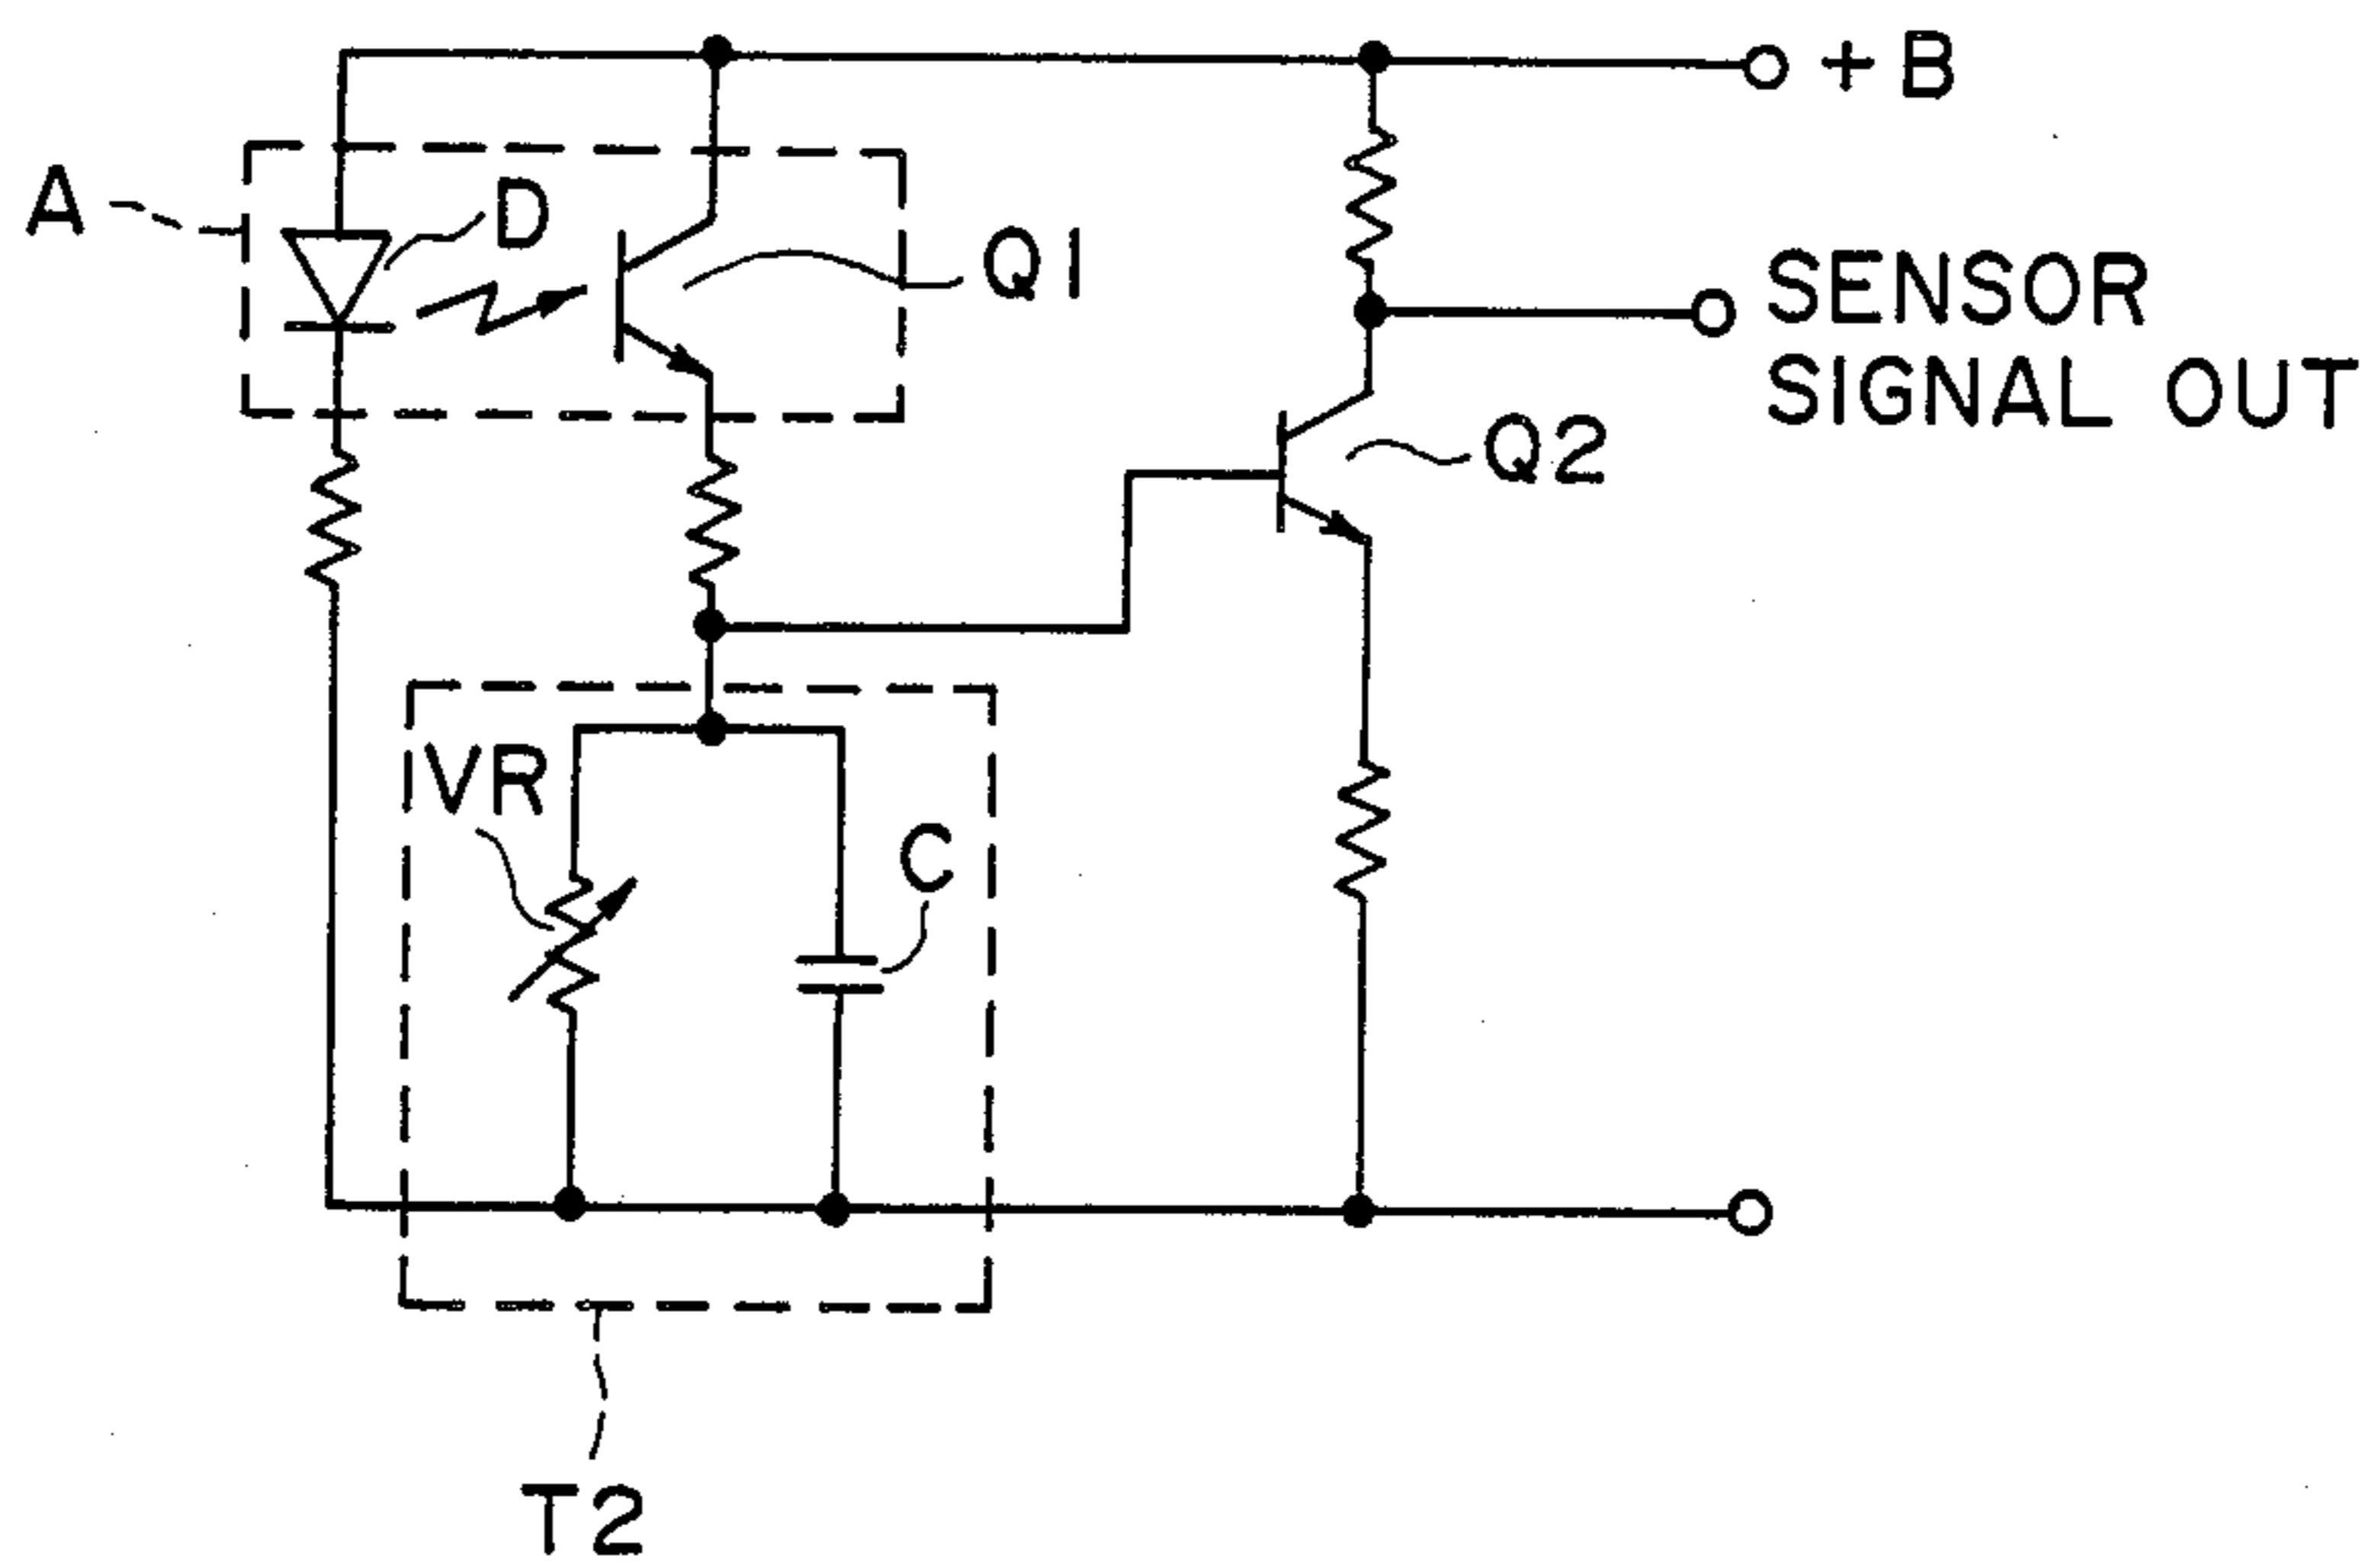 +B
A
D
Q1
SENSOR
SIGNAL OUT
Q2
VR
C
T2